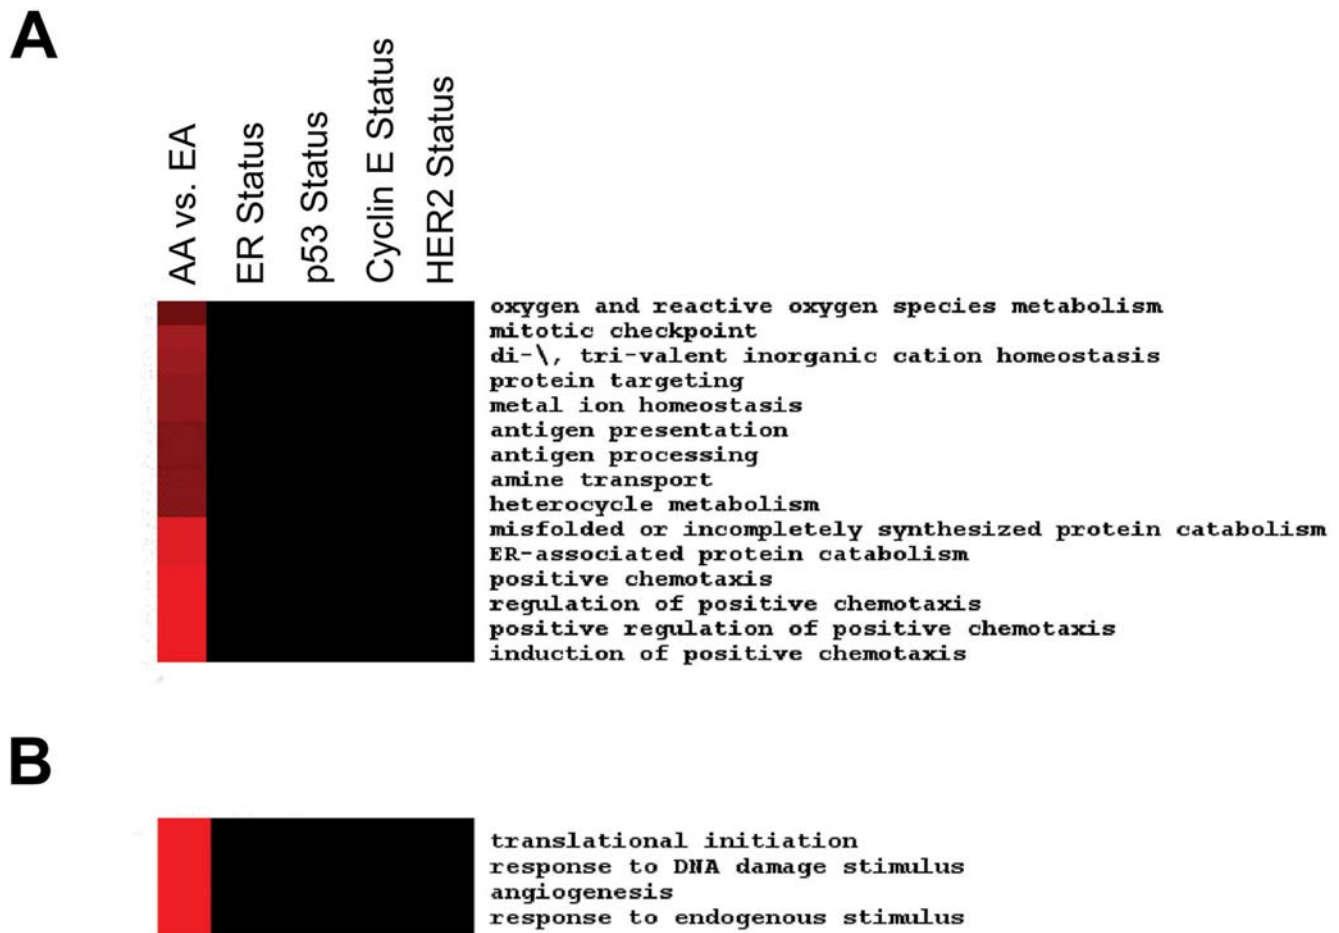 A
AA vs. EA
ER Status
p53 Status
Cyclin E Status
HER2 Status
oxygen and reactive oxygen species metabolism
mitotic checkpoint
di-\, tri-valent inorganic cation homeostasis
protein targeting
metal ion homeostasis
antigen presentation
antigen processing
amine transport
heterocycle metabolism
misfolded or incompletely synthesized protein catabolism
ER-associated protein catabolism
positive chemotaxis
regulation of positive chemotaxis
positive regulation of positive chemotaxis
induction of positive chemotaxis
B
translational initiation
response to DNA damage stimulus
angiogenesis
response to endogenous stimulus